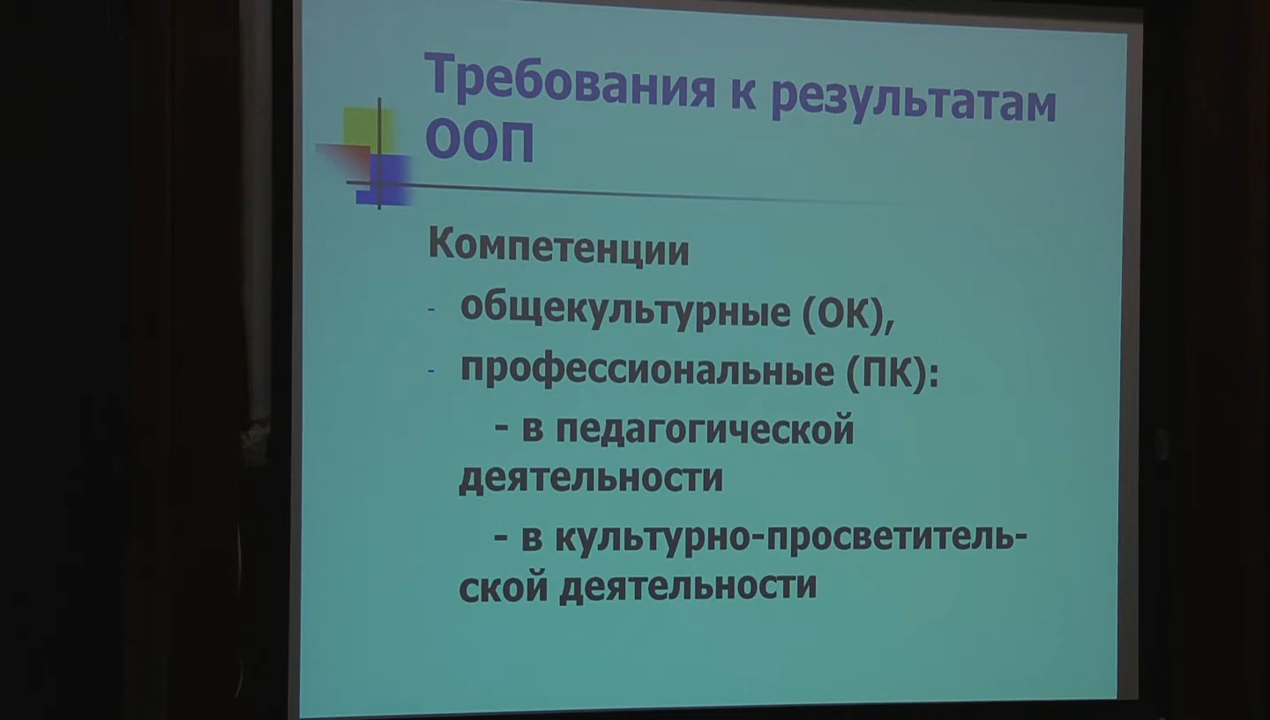 Требования к результатам
ООП
Компетенции
- общекультурные (ОК),
- профессиональные (ПК):
- в педагогической
деятельности
- в культурно-просветитель-
ской деятельности